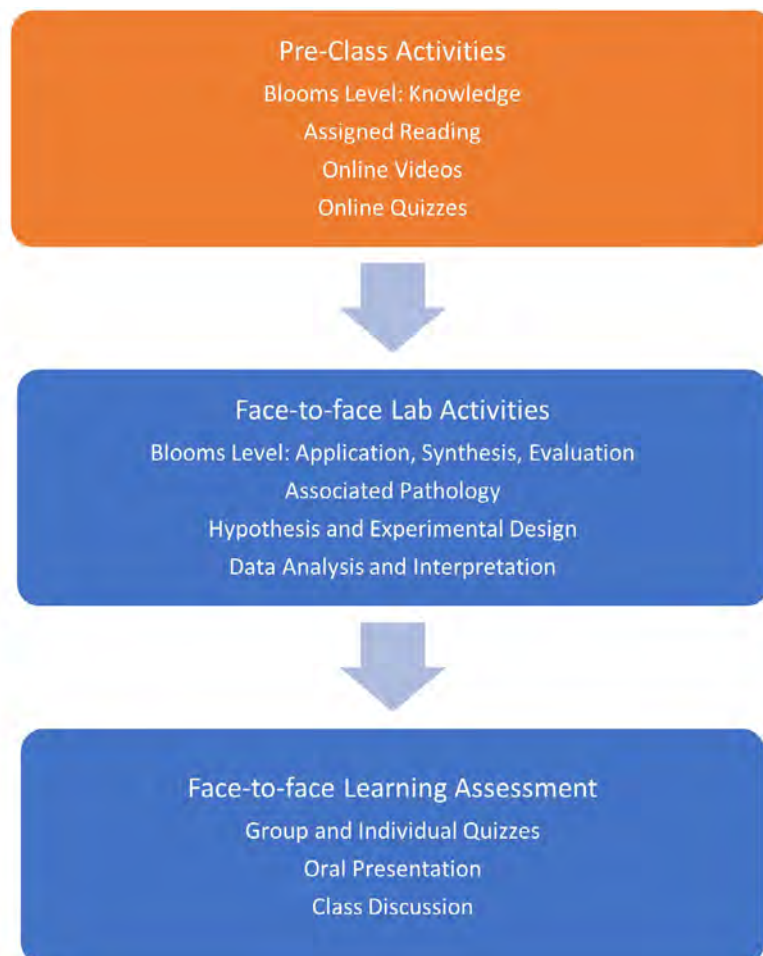 Pre-Class Activities
Blooms Level: Knowledge
Assigned Reading
Online Videos
Online Quizzes
Face-to-face Lab Activities
Blooms Level: Application, Synthesis, Evaluation
Associated Pathology
Hypothesis and Experimental Design
Data Analysis and Interpretation
Face-to-face Learning Assessment
Group and Individual Quizzes
Oral Presentation
Class Discussion